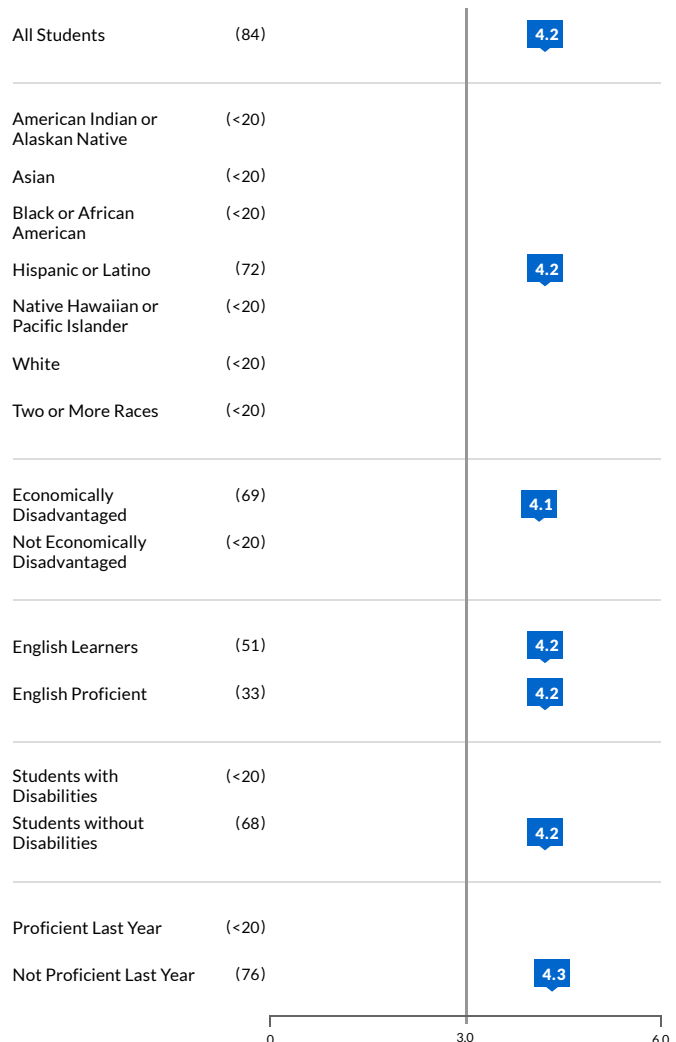 All Students (84) 4.2
American Indian or
Alaskan Native (<20)
Asian (<20)
Black or African
American (<20)
Hispanic or Latino (72) 4.2
Native Hawaiian or
Pacific Islander (<20)
White (<20)
Two or More Races (<20)
Economically
Disadvantaged (69) 4.1
Not Economically
Disadvantaged (<20)
English Learners (51) 4.2
English Proficient (33) 4.2
Students with
Disabilities (<20)
Students without
Disabilities (68) 4.2
Proficient Last Year (<20)
Not Proficient Last Year (76) 4.3
0 3.0 6.0